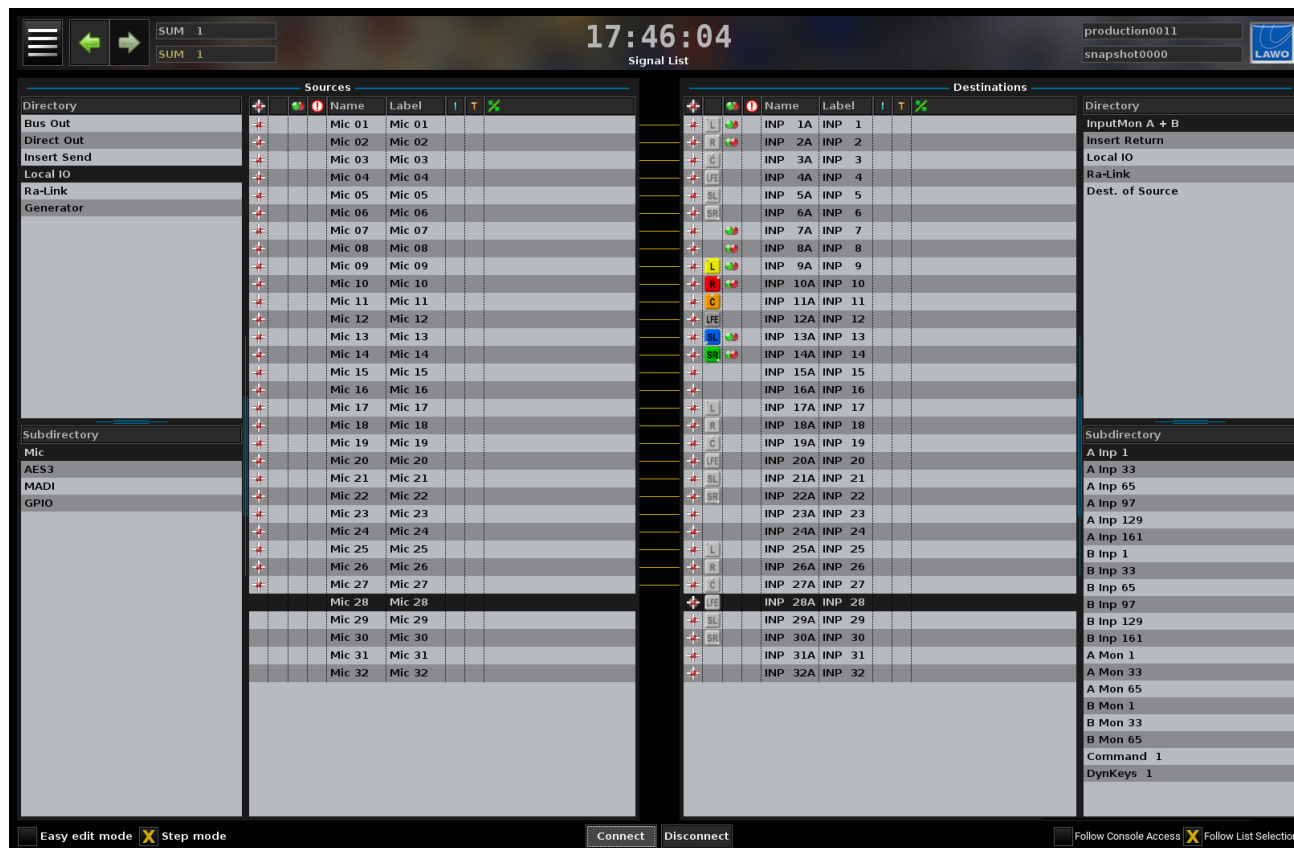 SUM 1
SUM 1
17:46:04
Signal List
production0011
snapshot0000
LAWO
Sources
Directory
Bus Out
Direct Out
Insert Send
Local IO
Ra-Link
Generator
Subdirectory
Mic
AES3
MADI
GPIO
Name Label ! T
Mic 01 Mic 01
Mic 02 Mic 02
Mic 03 Mic 03
Mic 04 Mic 04
Mic 05 Mic 05
Mic 06 Mic 06
Mic 07 Mic 07
Mic 08 Mic 08
Mic 09 Mic 09
Mic 10 Mic 10
Mic 11 Mic 11
Mic 12 Mic 12
Mic 13 Mic 13
Mic 14 Mic 14
Mic 15 Mic 15
Mic 16 Mic 16
Mic 17 Mic 17
Mic 18 Mic 18
Mic 19 Mic 19
Mic 20 Mic 20
Mic 21 Mic 21
Mic 22 Mic 22
Mic 23 Mic 23
Mic 24 Mic 24
Mic 25 Mic 25
Mic 26 Mic 26
Mic 27 Mic 27
Mic 28 Mic 28
Mic 29 Mic 29
Mic 30 Mic 30
Mic 31 Mic 31
Mic 32 Mic 32
Destinations
Name Label ! T
L INP 1A INP 1
R INP 2A INP 2
C INP 3A INP 3
LFE INP 4A INP 4
SL INP 5A INP 5
SR INP 6A INP 6
INP 7A INP 7
INP 8A INP 8
L INP 9A INP 9
R INP 10A INP 10
C INP 11A INP 11
LFE INP 12A INP 12
SL INP 13A INP 13
SR INP 14A INP 14
INP 15A INP 15
INP 16A INP 16
L INP 17A INP 17
R INP 18A INP 18
C INP 19A INP 19
LFE INP 20A INP 20
SL INP 21A INP 21
SR INP 22A INP 22
INP 23A INP 23
INP 24A INP 24
L INP 25A INP 25
R INP 26A INP 26
C INP 27A INP 27
LFE INP 28A INP 28
SL INP 29A INP 29
SR INP 30A INP 30
INP 31A INP 31
INP 32A INP 32
Directory
InputMon A + B
Insert Return
Local IO
Ra-Link
Dest. of Source
Subdirectory
A Inp 1
A Inp 33
A Inp 65
A Inp 97
A Inp 129
A Inp 161
B Inp 1
B Inp 33
B Inp 65
B Inp 97
B Inp 129
B Inp 161
A Mon 1
A Mon 33
A Mon 65
B Mon 1
B Mon 33
B Mon 65
Command 1
DynKeys 1
Easy edit mode X Step mode
Connect Disconnect
Follow Console Access X Follow List Selection